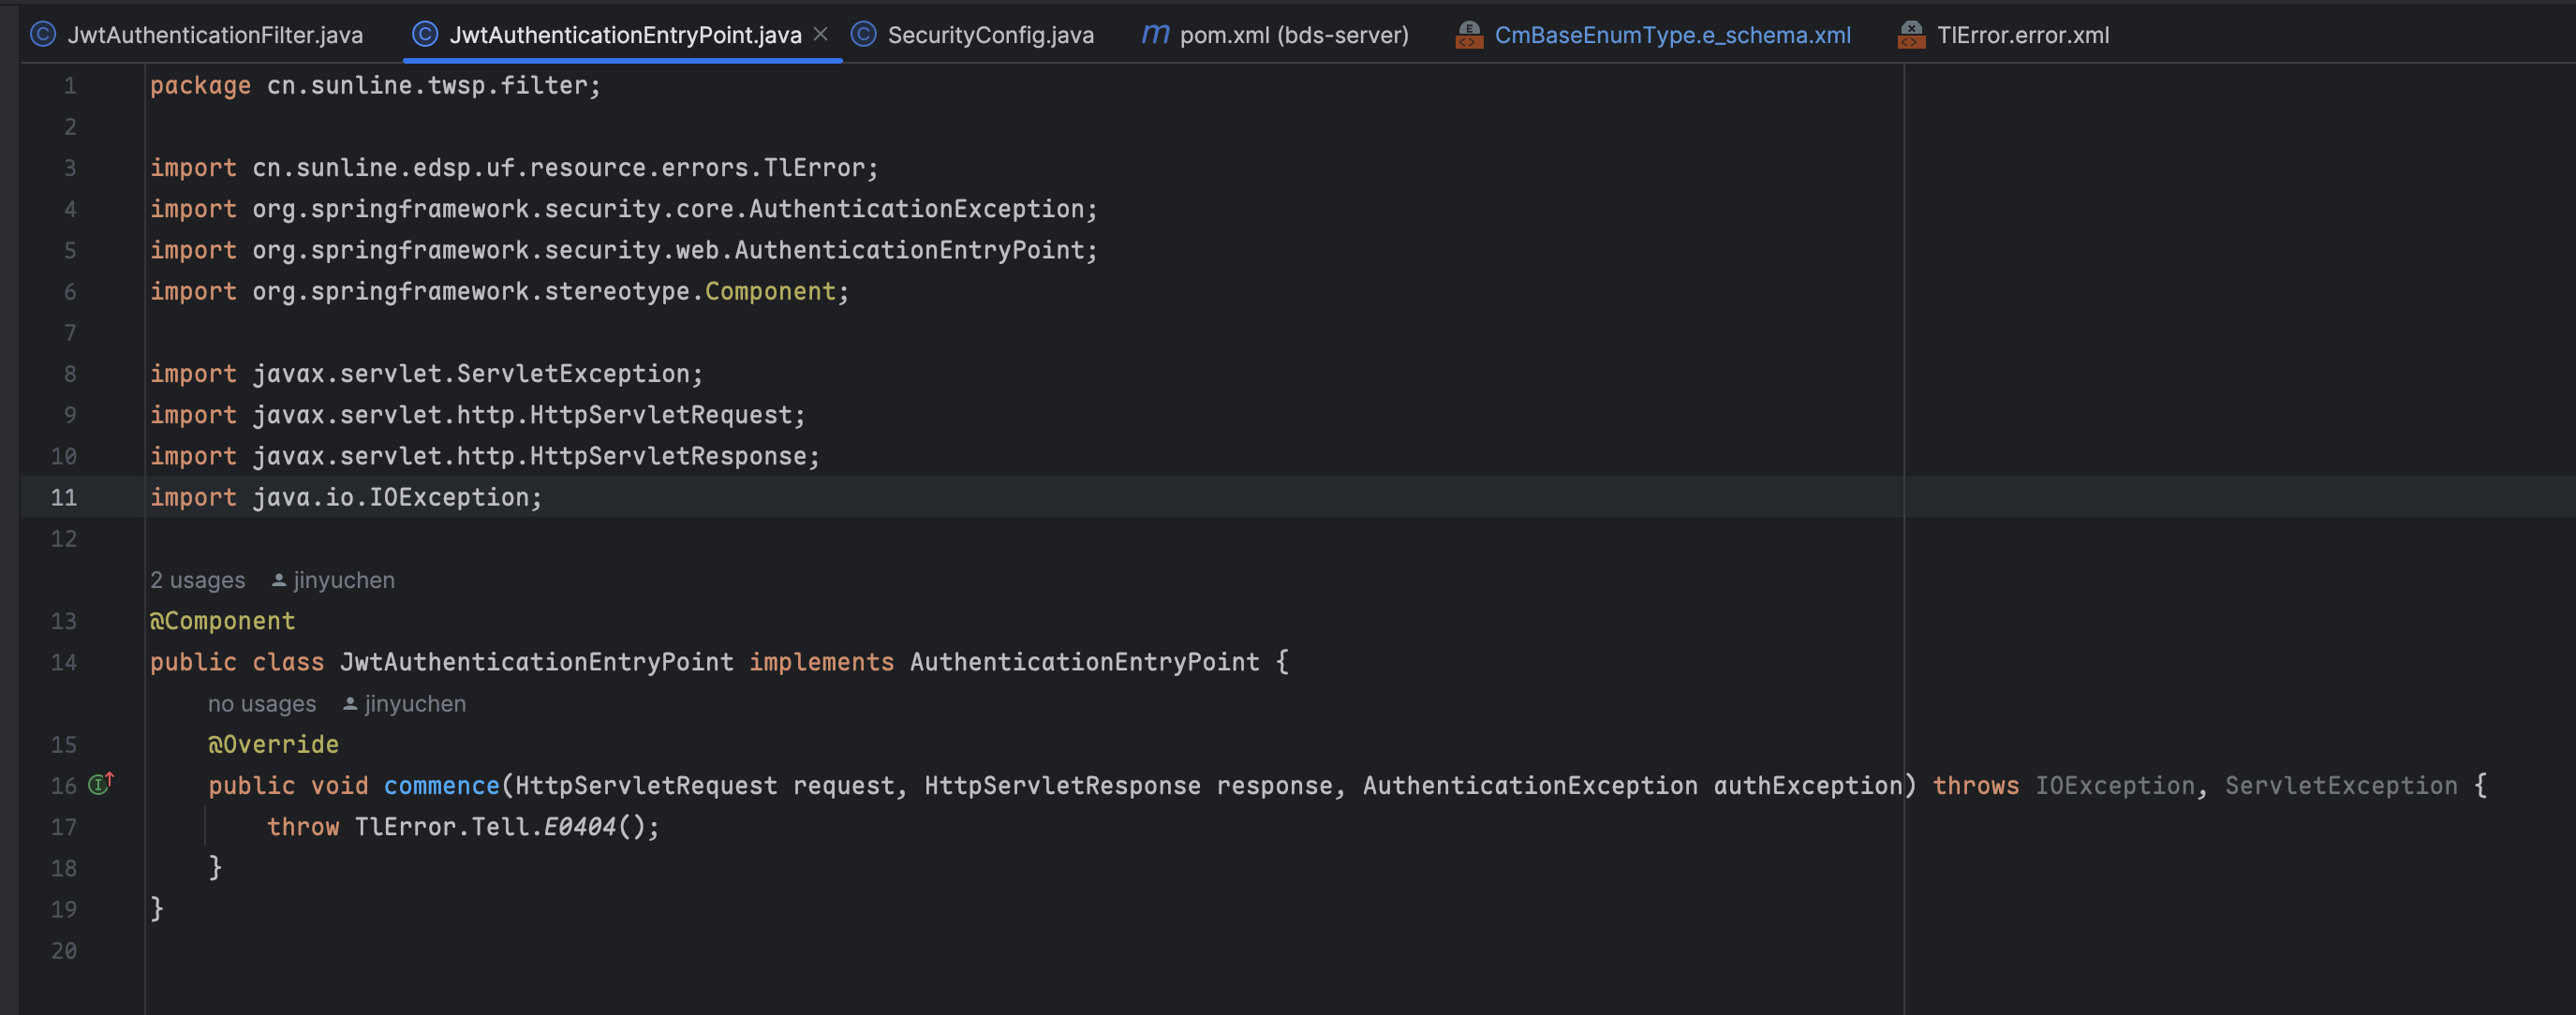 JwtAuthenticationFilter.java JwtAuthenticationEntryPoint.java SecurityConfig.java pom.xml (bds-server) CmBaseEnumType.e_schema.xml TlError.error.xml
1 package cn.sunline.twsp.filter;
2
3 import cn.sunline.edsp.uf.resource.errors.TlError;
4 import org.springframework.security.core.AuthenticationException;
5 import org.springframework.security.web.AuthenticationEntryPoint;
6 import org.springframework.stereotype.Component;
7
8 import javax.servlet.ServletException;
9 import javax.servlet.http.HttpServletRequest;
10 import javax.servlet.http.HttpServletResponse;
11 import java.io.IOException;
12
2 usages jinyuchen
13 @Component
14 public class JwtAuthenticationEntryPoint implements AuthenticationEntryPoint {
no usages jinyuchen
15 @Override
16 public void commence(HttpServletRequest request, HttpServletResponse response, AuthenticationException authException) throws IOException, ServletException {
17 throw TlError.Tell.E0404();
18 }
19 }
20